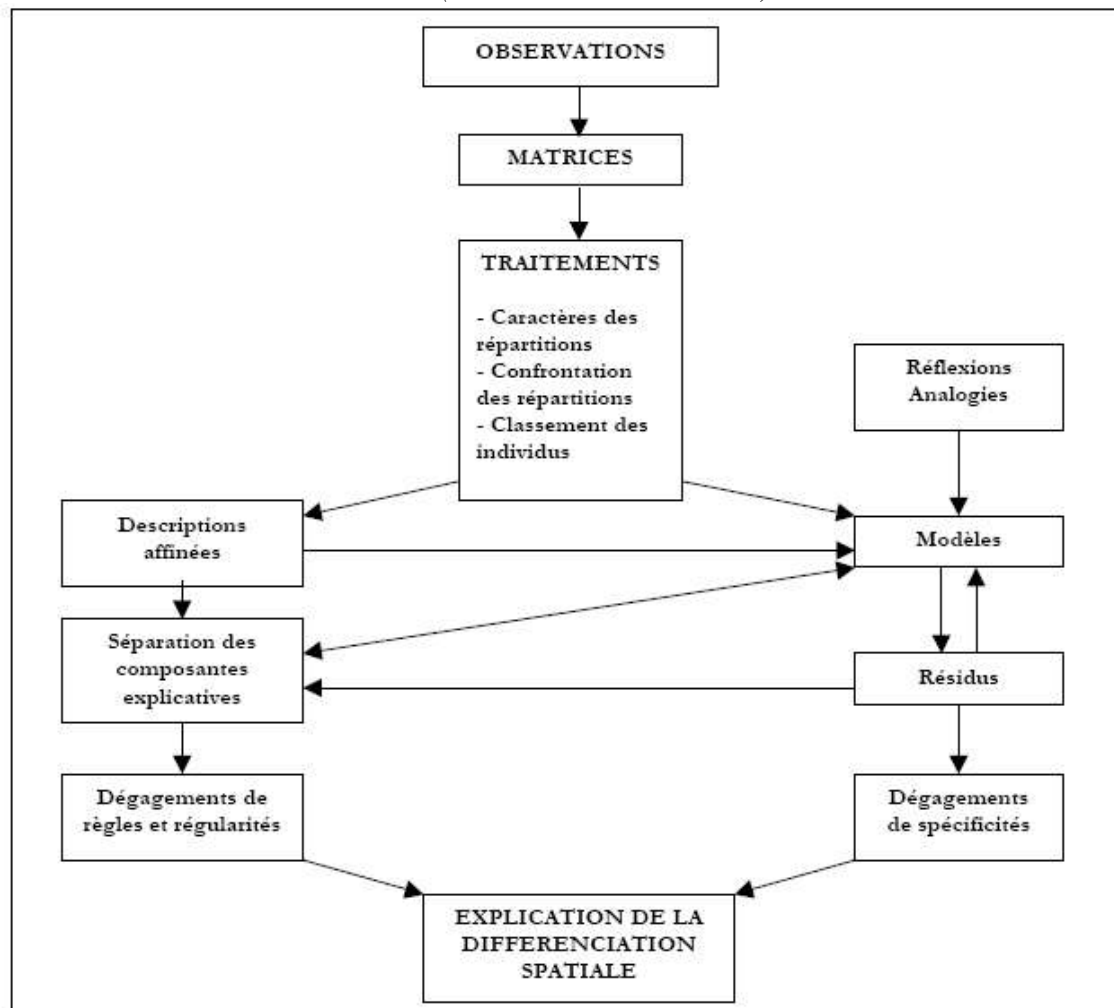 OBSERVATIONS
MATRICES
TRAITEMENTS
- Caractères des
répartitions
- Confrontation
des répartitions
- Classement des
individus
Réflexions
Analogies
Descriptions
affinées
Modèles
Séparation des
composantes
explicatives
Résidus
Dégagements de
règles et régularités
Dégagements
de spécificités
EXPLICATION DE LA
DIFFERENCIATION
SPATIALE